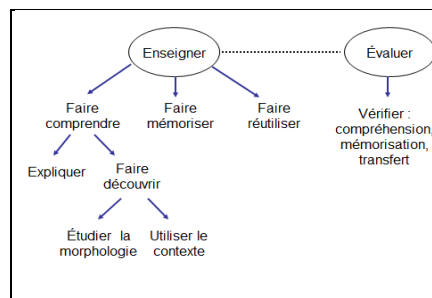 Enseigner
Évaluer
Faire
comprendre
Faire
mémoriser
Faire
réutiliser
Vérifier :
compréhension,
mémorisation,
transfert
Expliquer
Faire
découvrir
Étudier la
morphologie
Utiliser le
contexte